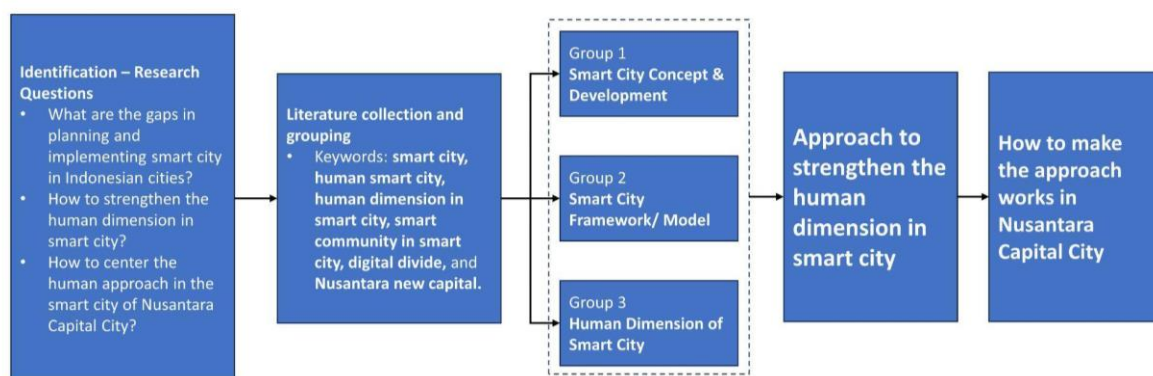 Identification – Research
Questions
• What are the gaps in
planning and
implementing smart city
in Indonesian cities?
• How to strengthen the
human dimension in
smart city?
• How to center the
human approach in the
smart city of Nusantara
Capital City?
Literature collection and
grouping
• Keywords: smart city,
human smart city,
human dimension in
smart city, smart
community in smart
city, digital divide, and
Nusantara new capital.
Group 1
Smart City Concept &
Development
Group 2
Smart City
Framework/ Model
Group 3
Human Dimension of
Smart City
Approach to
strengthen the
human
dimension in
smart city
How to make
the approach
works in
Nusantara
Capital City